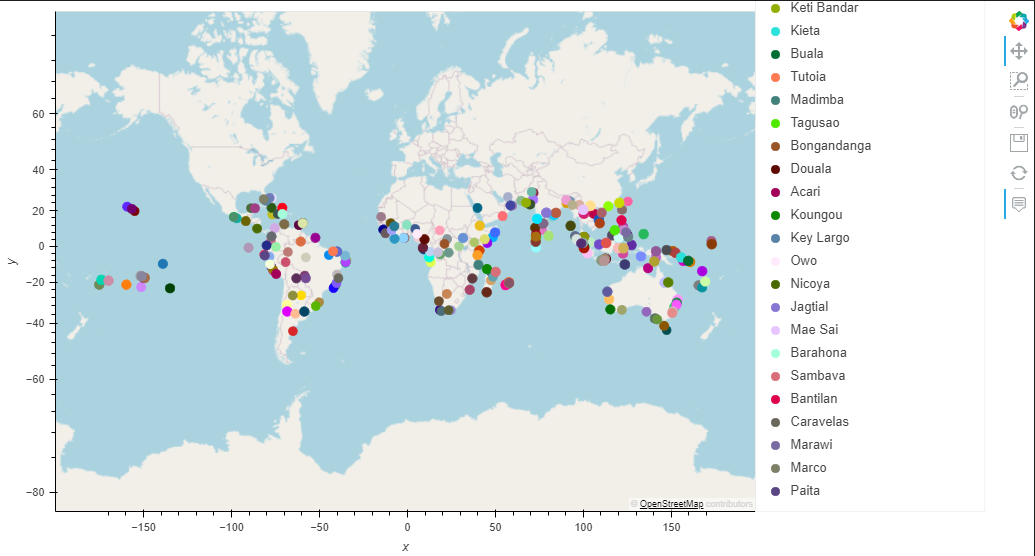 Keti Bandar
Kieta
Buala
Tutoia
Madimba
Tagusao
Bongandanga
Douala
Acari
Koungou
Key Largo
Owo
Nicoya
Jagtial
Mae Sai
Barahona
Sambava
Bantilan
Caravelas
Marawi
Marco
Paita
60
40
20
0
−20
−40
−60
−80
y
© OpenStreetMap contributors
−150
−100
−50
0
50
100
150
x